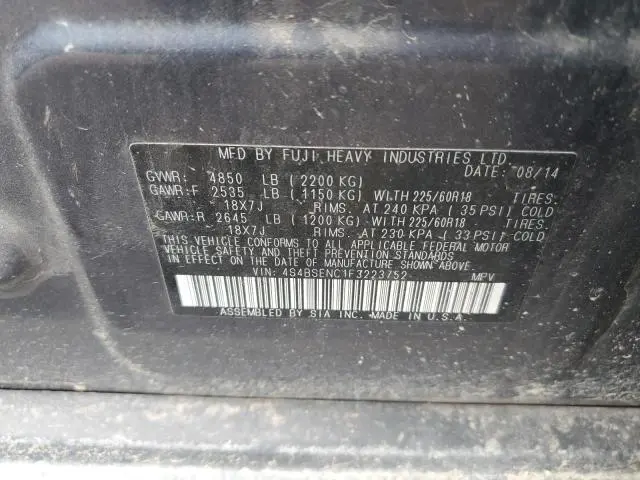 MFD BY FUJI HEAVY INDUSTRIES LTD.
DATE: 08/14
GVWR: 4850 LB (2200 KG)
GAWR:F 2535 LB (1150 KG) WITH 225/60R18 TIRES.
18X7J RIMS. AT 240 KPA (35 PSI) COLD
GAWR:R 2645 LB (1200 KG) WITH 225/60R18 TIRES.
18X7J RIMS. AT 230 KPA (33 PSI) COLD
THIS VEHICLE CONFORMS TO ALL APPLICABLE FEDERAL MOTOR
VEHICLE SAFETY AND THEFT PREVENTION STANDARDS
IN EFFECT ON THE DATE OF MANUFACTURE SHOWN ABOVE.
VIN: 4S4BSENC1F3223752 MPV
ASSEMBLED BY SIA INC. MADE IN U.S.A.